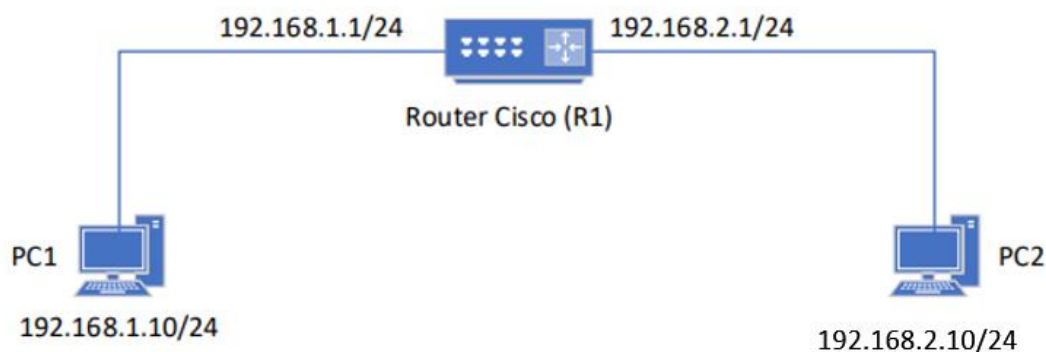 192.168.1.1/24
192.168.2.1/24
Router Cisco (R1)
PC1
PC2
192.168.1.10/24
192.168.2.10/24